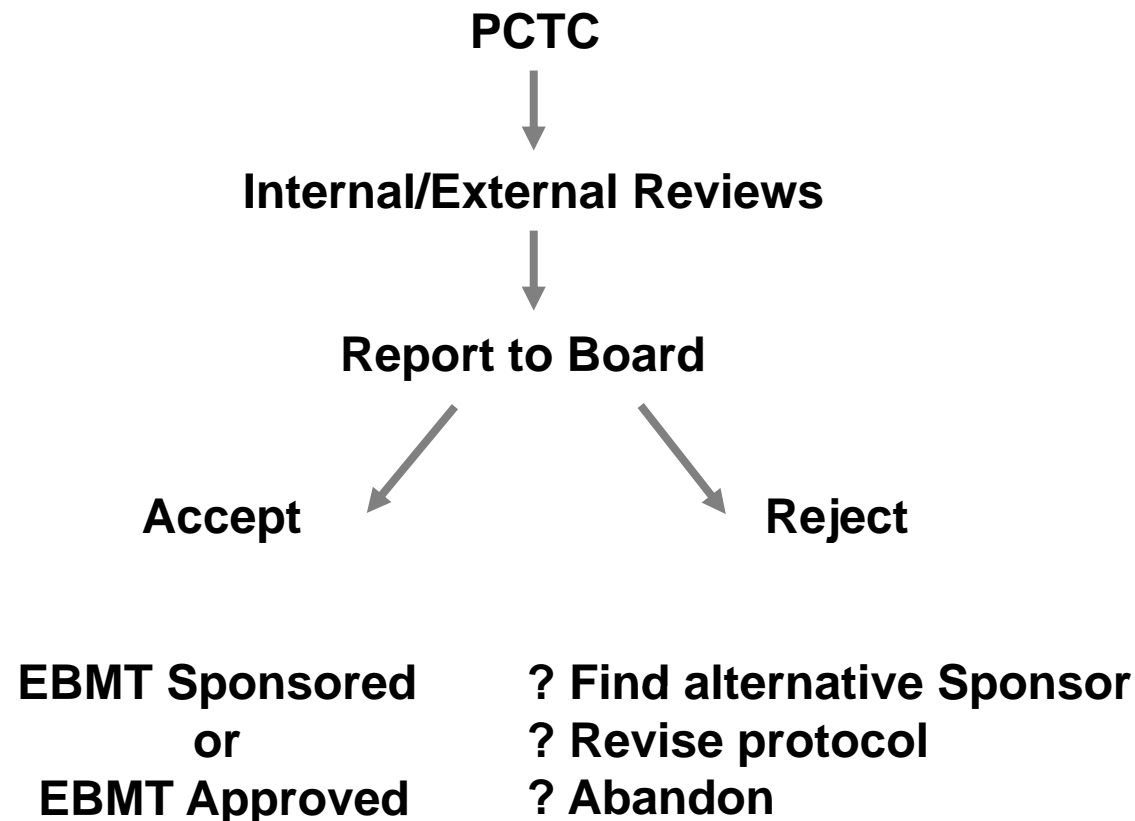 PCTC
Internal/External Reviews
Report to Board
Accept
Reject
EBMT Sponsored
or
EBMT Approved
? Find alternative Sponsor
? Revise protocol
? Abandon